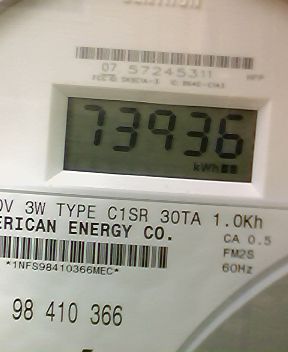 07 57245311
HPP
73936
kWh
0V 3W TYPE C1SR 30TA 1.0Kh
ERICAN ENERGY CO.
CA 0.5
FM2S
60Hz
*1NFS98410366MEC*
98 410 366